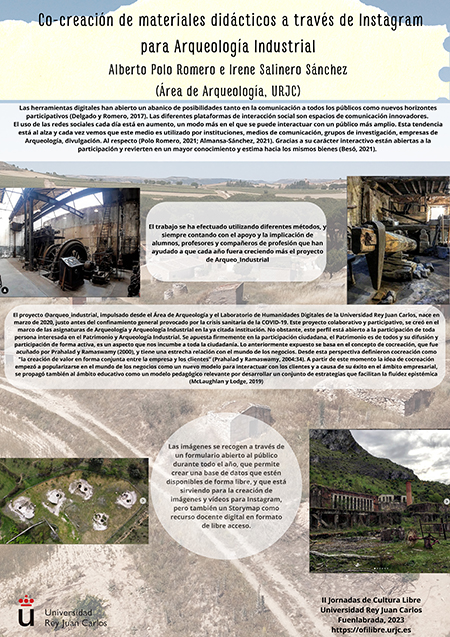 Co-creación de materiales didácticos a través de Instagram
para Arqueología Industrial
Alberto Polo Romero e Irene Salinero Sánchez
(Área de Arqueología, URJC)
Las herramientas digitales han abierto un abanico de posibilidades tanto en la comunicación a todos los públicos como nuevos horizontes
participativos (Delgado y Romero, 2017). Las diferentes plataformas de interacción social son espacios de comunicación innovadores.
El uso de las redes sociales cada día está en aumento, un modo más en el que se puede interactuar con un público más amplio. Esta tendencia
está al alza y cada vez vemos que este medio es utilizado por instituciones, medios de comunicación, grupos de investigación, empresas de
Arqueología, divulgación. Al respecto (Polo Romero, 2021; Almansa-Sánchez, 2021). Gracias a su carácter interactivo están abiertas a la
participación y revierten en un mayor conocimiento y estima hacia los mismos bienes (Besó, 2021).
El trabajo se ha efectuado utilizando diferentes métodos, y
siempre contando con el apoyo y la implicación de
alumnos, profesores y compañeros de profesión que han
ayudado a que cada año fuera creciendo más el proyecto
de Arqueo_Industrial
El proyecto @arqueo_industrial, impulsado desde el Área de Arqueología y el Laboratorio de Humanidades Digitales de la Universidad Rey Juan Carlos, nace en
marzo de 2020, justo antes del confinamiento general provocado por la crisis sanitaria de la COVID-19. Este proyecto colaborativo y participativo, se creó en el
marco de las asignaturas de Arqueología y Arqueología Industrial en la ya citada institución. No obstante, este perfil está abierto a la participación de toda
persona interesada en el Patrimonio y Arqueología Industrial. Se apuesta firmemente en la participación ciudadana, el Patrimonio es de todos y su difusión y
participación de forma activa, es un aspecto que nos incumbe a toda la ciudadanía. Lo anteriormente expuesto se basa en el concepto de cocreación, que fue
acuñado por Prahalad y Ramaswamy (2000), y tiene una estrecha relación con el mundo de los negocios. Desde esta perspectiva definieron cocreación como
“la creación de valor en forma conjunta entre la empresa y los clientes” (Prahalad y Ramaswamy, 2004:34). A partir de este momento la idea de cocreación
empezó a popularizarse en el mundo de los negocios como un nuevo modelo para interactuar con los clientes y a causa de su éxito en el ámbito empresarial,
se propagó también al ámbito educativo como un modelo pedagógico relevante por desarrollar un conjunto de estrategias que facilitan la fluidez epistémica
(McLaughlan y Lodge, 2019)
Las imágenes se recogen a través de
un formulario abierto al público
durante todo el año, que permite
crear una base de datos que estén
disponibles de forma libre, y que está
sirviendo para la creación de
imágenes y vídeos para Instagram,
pero también un Storymap como
recurso docente digital en formato
de libre acceso.
II Jornadas de Cultura Libre
Universidad Rey Juan Carlos
Fuenlabrada, 2023
https://ofilibre.urjc.es
u
Universidad
Rey Juan Carlos